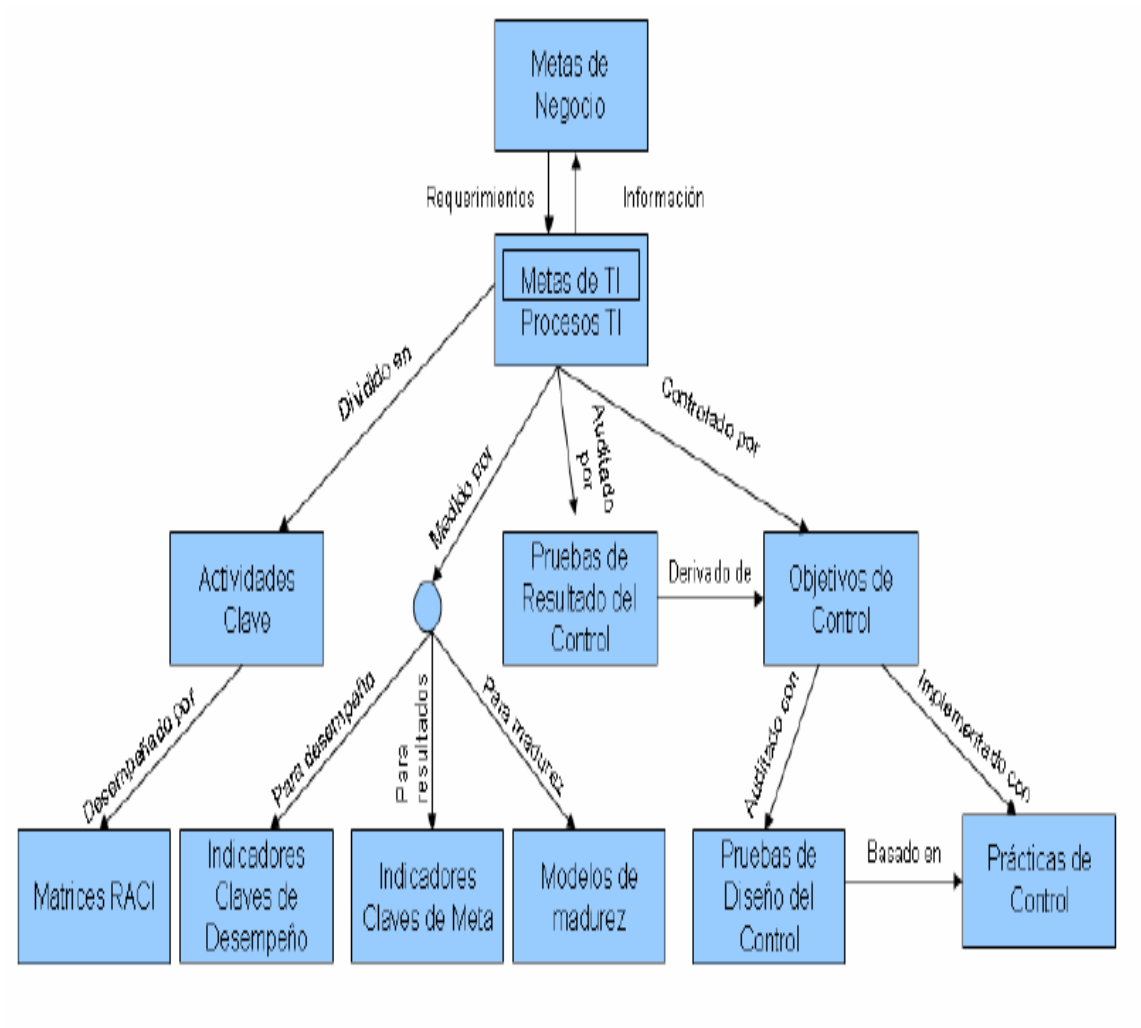 Metas de
Negocio
Requerimientos
Información
Metas de TI
Procesos TI
Dividido en
Medido por
Auditado
por
Controlado por
Actividades
Clave
Pruebas de
Resultado del
Control
Derivado de
Objetivos de
Control
Desempeñado por
Para desempeño
Para
resultados
Para madurez
Auditado con
Implementado con
Matrices RACI
Indicadores
Claves de
Desempeño
Indicadores
Claves de Meta
Modelos de
madurez
Pruebas de
Diseño del
Control
Basado en
Prácticas de
Control